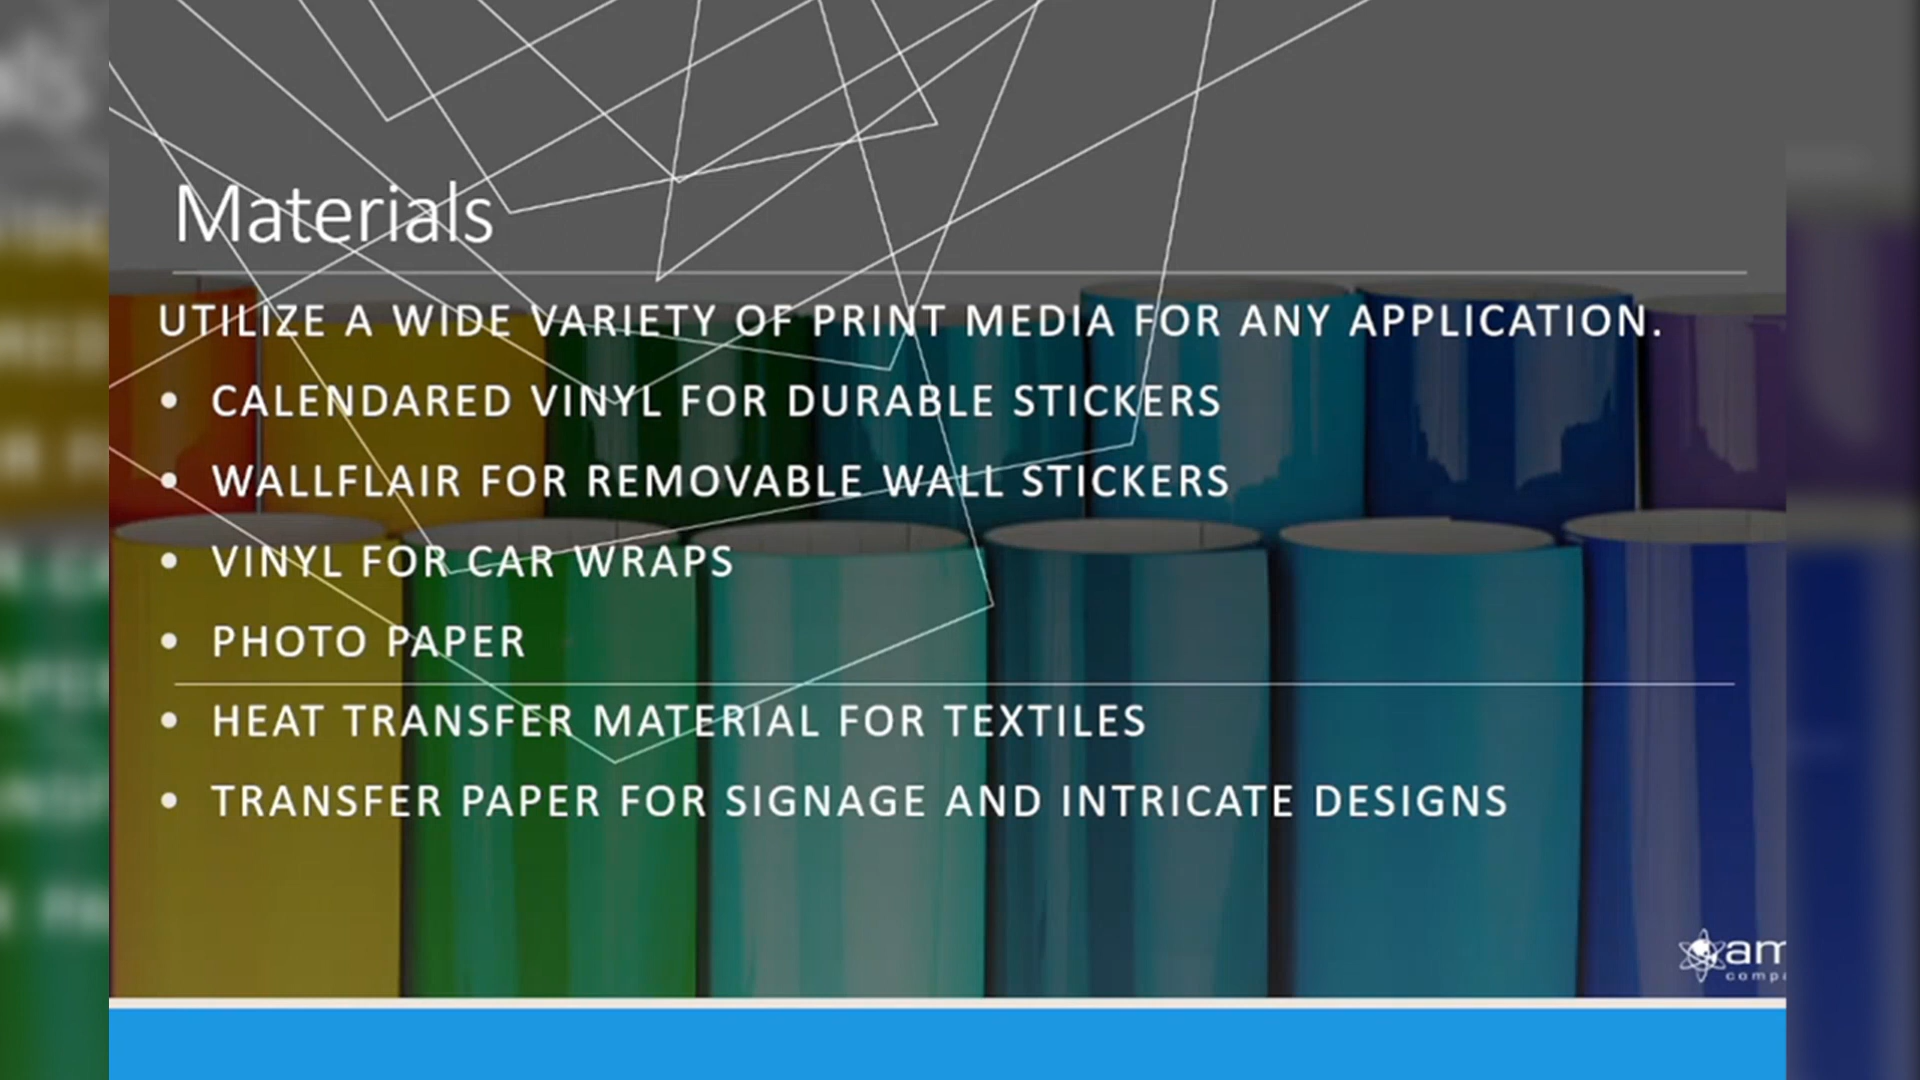 Materials
UTILIZE A WIDE VARIETY OF PRINT MEDIA FOR ANY APPLICATION.
• CALENDARED VINYL FOR DURABLE STICKERS
• WALLFLAIR FOR REMOVABLE WALL STICKERS
• VINYL FOR CAR WRAPS
• PHOTO PAPER
• HEAT TRANSFER MATERIAL FOR TEXTILES
• TRANSFER PAPER FOR SIGNAGE AND INTRICATE DESIGNS